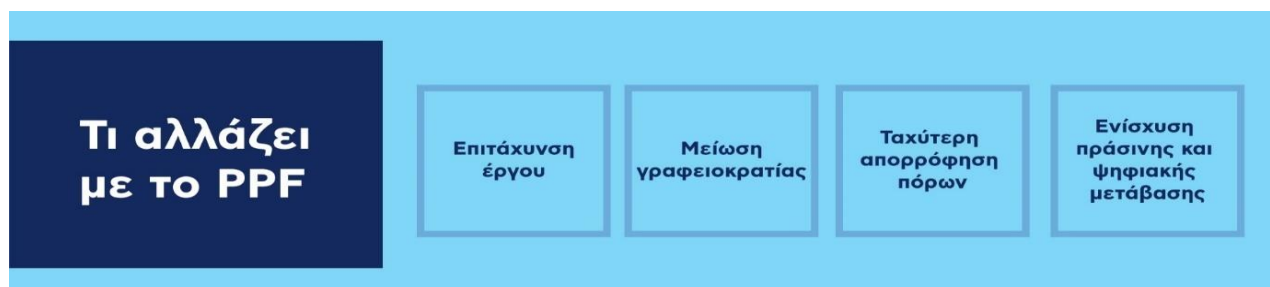 Τι αλλάζει
με το PPF
Επιτάχυνση
έργου
Μείωση
γραφειοκρατίας
Ταχύτερη
απορρόφηση
πόρων
Ενίσχυση
πράσινης και
ψηφιακής
μετάβασης